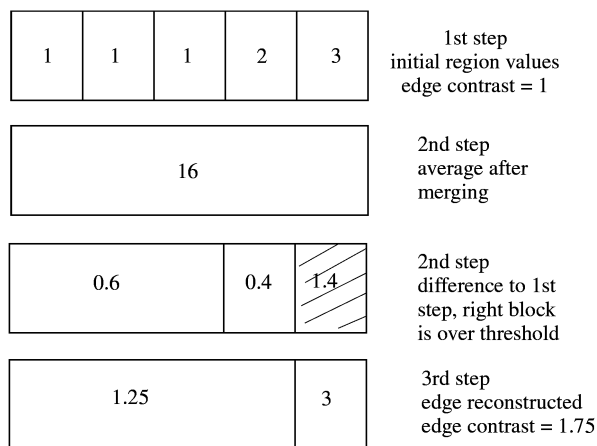 1 1 1 2 3
1st step
initial region values
edge contrast = 1
16
2nd step
average after
merging
0.6 0.4 1.4
2nd step
difference to 1st
step, right block
is over threshold
1.25 3
3rd step
edge reconstructed
edge contrast = 1.75